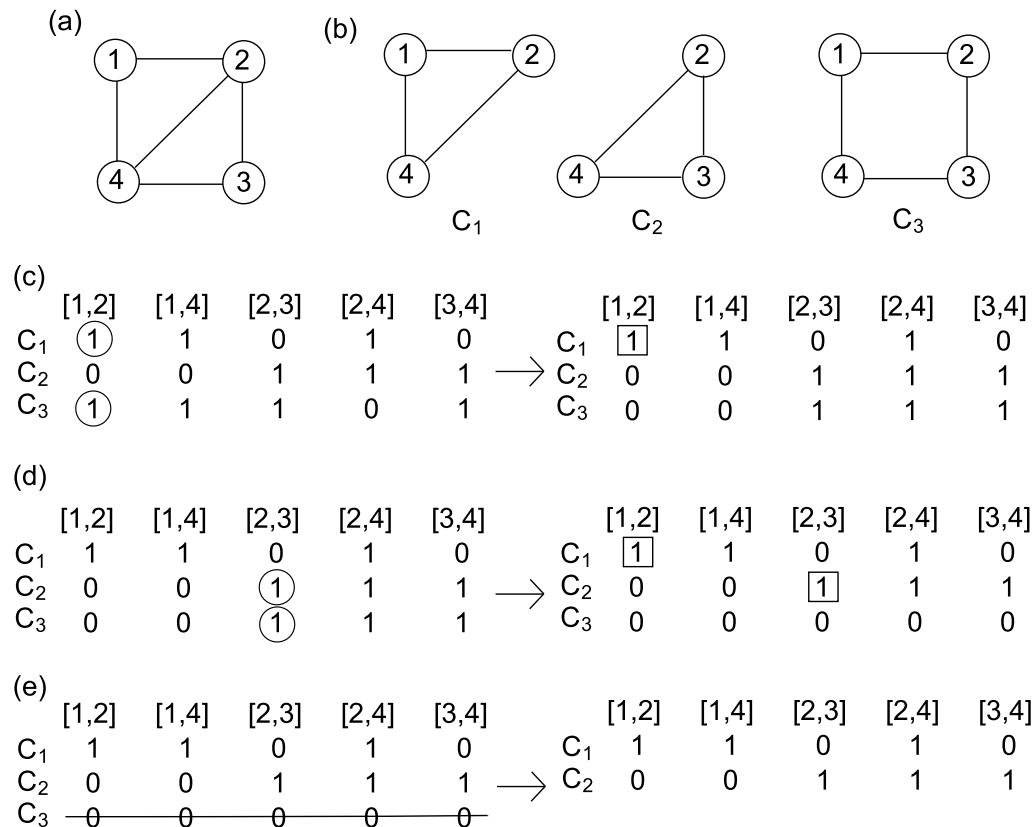 (a)
1 2
4 3
(b)
1 2
4
C1
2
4 3
C2
1 2
4 3
C3
(c)
[1,2] [1,4] [2,3] [2,4] [3,4]
C1 1 1 0 1 0
C2 0 0 1 1 1
C3 1 1 1 0 1
[1,2] [1,4] [2,3] [2,4] [3,4]
C1 1 1 0 1 0
C2 0 0 1 1 1
C3 0 0 1 1 1
(d)
[1,2] [1,4] [2,3] [2,4] [3,4]
C1 1 1 0 1 0
C2 0 0 1 1 1
C3 0 0 1 1 1
[1,2] [1,4] [2,3] [2,4] [3,4]
C1 1 1 0 1 0
C2 0 0 1 1 1
C3 0 0 0 0 0
(e)
[1,2] [1,4] [2,3] [2,4] [3,4]
C1 1 1 0 1 0
C2 0 0 1 1 1
C3 0 0 0 0 0
[1,2] [1,4] [2,3] [2,4] [3,4]
C1 1 1 0 1 0
C2 0 0 1 1 1